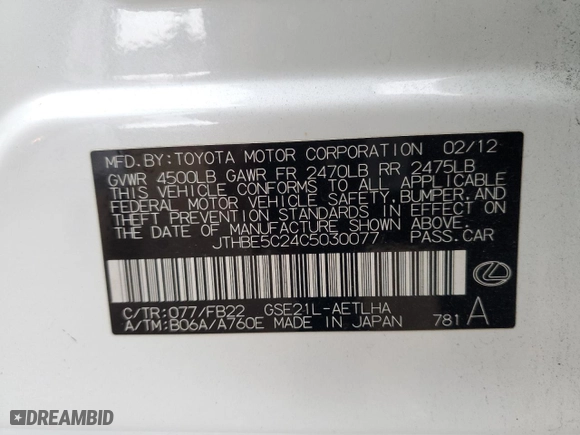 MFD.BY:TOYOTA MOTOR CORPORATION 02/12
GVWR 4500LB GAWR FR 2470LB RR 2475LB
THIS VEHICLE CONFORMS TO ALL APPLICABLE
FEDERAL MOTOR VEHICLE SAFETY,BUMPER,AND
THEFT PREVENTION STANDARDS IN EFFECT ON
THE DATE OF MANUFACTURE SHOWN ABOVE.
JTHBE5C24C5030077 PASS.CAR
C/TR:077/FB22 GSE21L-AETLHA
A/TM:B06A/A760E MADE IN JAPAN 781 A
DREAMBID